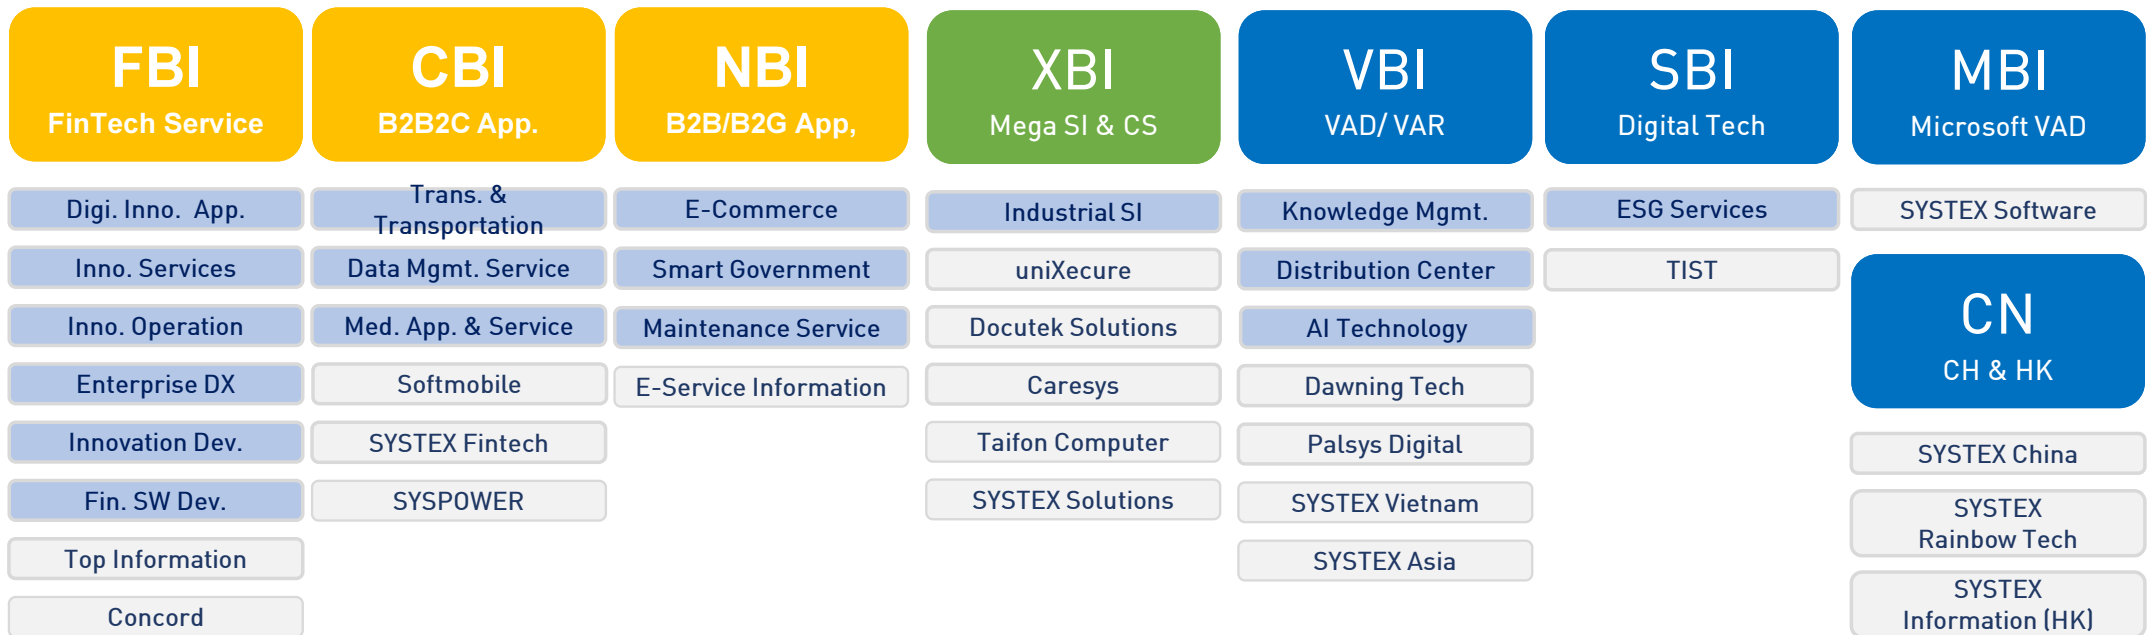 FBI
FinTech Service
Digi. Inno. App.
Inno. Services
Inno. Operation
Enterprise DX
Innovation Dev.
Fin. SW Dev.
Top Information
Concord
CBI
B2B2C App.
Trans. &
Transportation
Data Mgmt. Service
Med. App. & Service
Softmobile
SYSTEX Fintech
SYSPOWER
NBI
B2B/B2G App,
E-Commerce
Smart Government
Maintenance Service
E-Service Information
XBI
Mega SI & CS
Industrial SI
uniXecure
Docutek Solutions
Caresys
Taifon Computer
SYSTEX Solutions
VBI
VAD/ VAR
Knowledge Mgmt.
Distribution Center
AI Technology
Dawning Tech
Palsys Digital
SYSTEX Vietnam
SYSTEX Asia
SBI
Digital Tech
ESG Services
TIST
MBI
Microsoft VAD
SYSTEX Software
CN
CH & HK
SYSTEX China
SYSTEX
Rainbow Tech
SYSTEX
Information (HK)